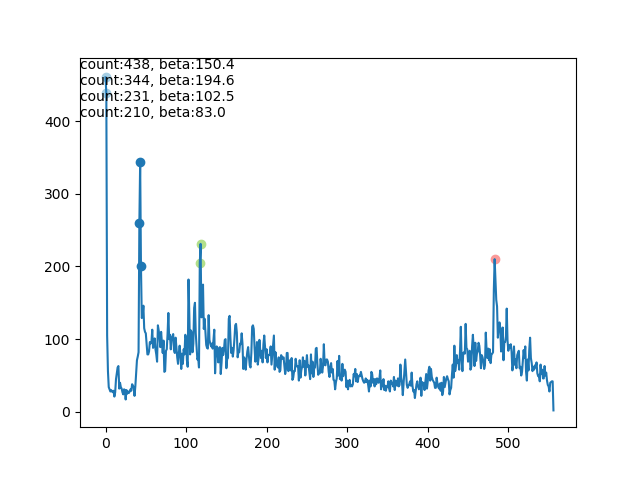 count:438, beta:150.4
count:344, beta:194.6
count:231, beta:102.5
count:210, beta:83.0
400
300
200
100
0
0 100 200 300 400 500